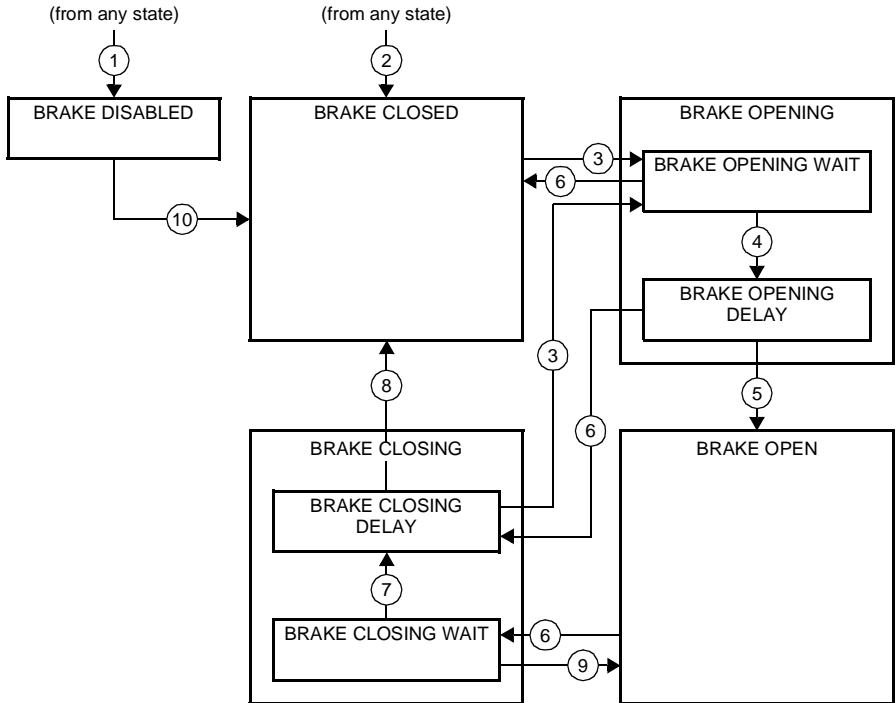 (from any state)
(from any state)
1
2
BRAKE DISABLED
BRAKE CLOSED
BRAKE OPENING
3
BRAKE OPENING WAIT
6
10
4
BRAKE OPENING
DELAY
3
8
5
6
BRAKE CLOSING
BRAKE OPEN
BRAKE CLOSING
DELAY
7
BRAKE CLOSING WAIT
6
9